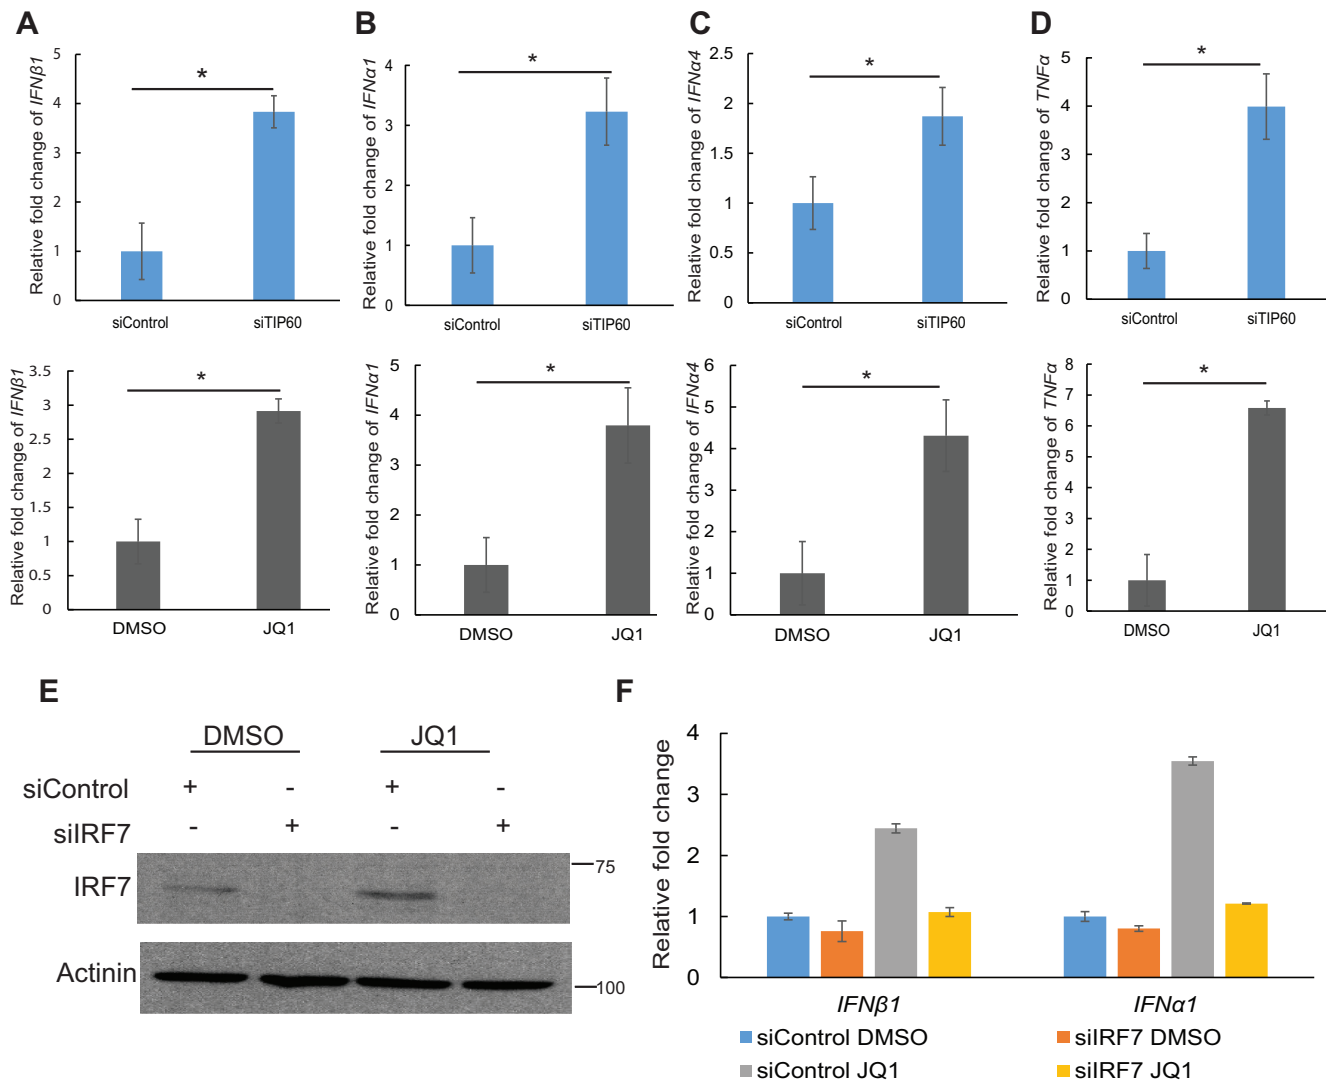 A
Relative fold change of IFNβ1
5
4
3
2
1
0
*
siControl siTIP60
B
Relative fold change of IFNα1
4
3
2
1
0
*
siControl siTIP60
C
Relative fold change of IFNα4
2.5
2
1.5
1
0.5
0
*
siControl siTIP60
D
Relative fold change of TNFα
5
4
3
2
1
0
*
siControl siTIP60
Relative fold change of IFNβ1
3.5
3
2.5
2
1.5
1
0.5
0
*
DMSO JQ1
Relative fold change of IFNα1
5
4
3
2
1
0
*
DMSO JQ1
Relative fold change of IFNα4
6
5
4
3
2
1
0
*
DMSO JQ1
Relative fold change of TNFα
8
7
6
5
4
3
2
1
0
*
DMSO JQ1
E
DMSO JQ1
siControl + - + -
siIRF7 - + - +
IRF7 75
Actinin 100
F
Relative fold change
4
3
2
1
0
IFNβ1 IFNα1
siControl DMSO siIRF7 DMSO
siControl JQ1 siIRF7 JQ1